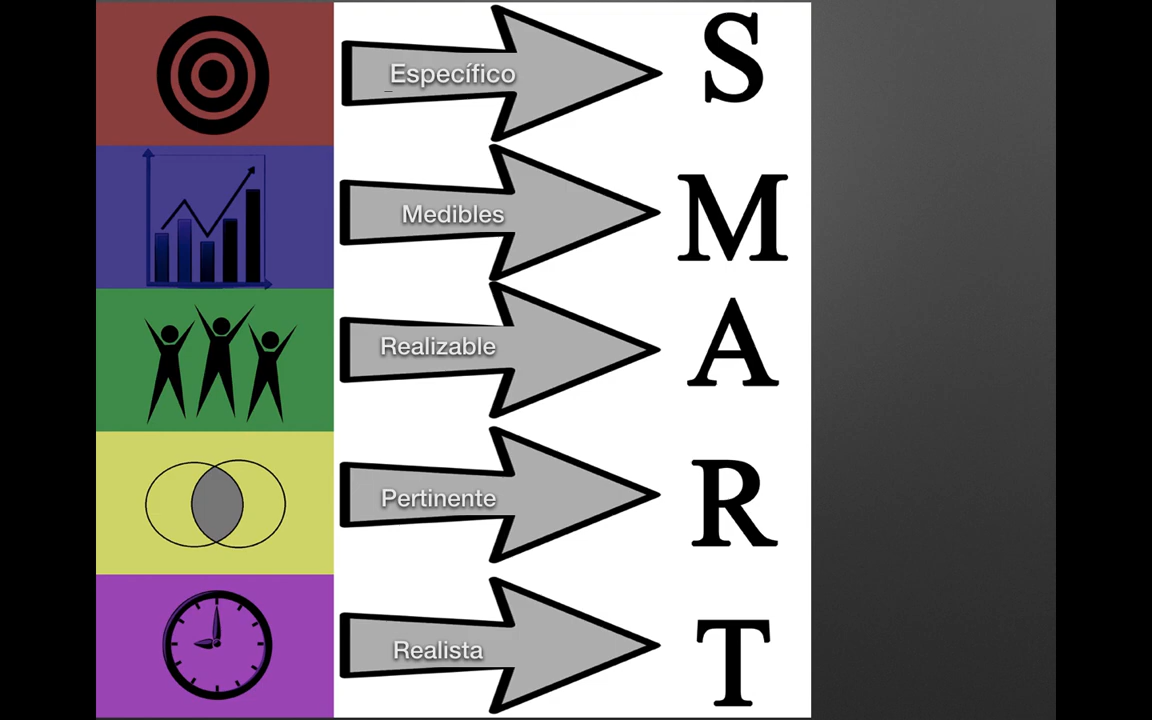 Específico S
Medibles M
Realizable A
Pertinente R
Realista T